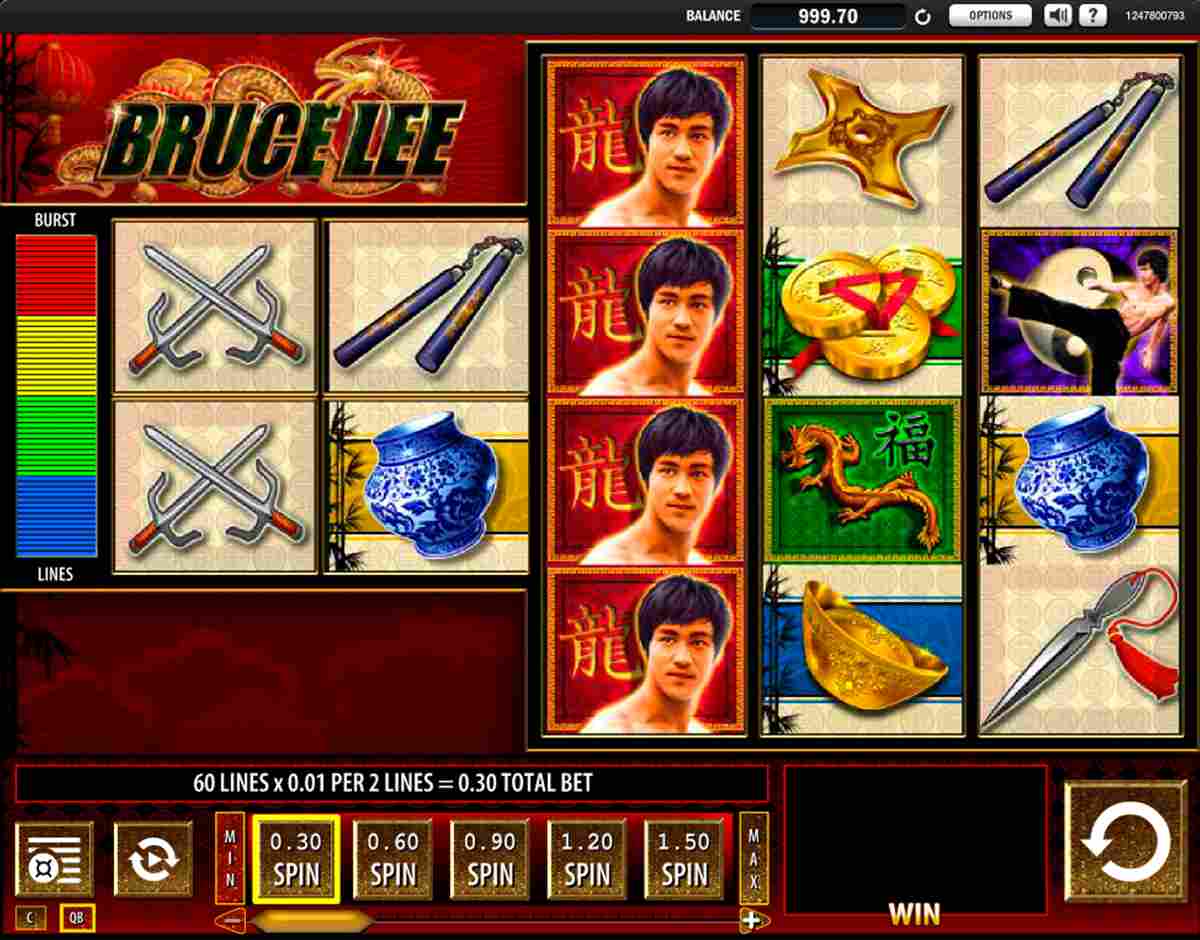 BALANCE 999.70 OPTIONS ? 1247800793
BRUCE LEE
BURST
LINES
龍
龍
福
龍
龍
60 LINES x 0.01 PER 2 LINES = 0.30 TOTAL BET
MIN
0.30 SPIN
0.60 SPIN
0.90 SPIN
1.20 SPIN
1.50 SPIN
MAX
C QB
- +
WIN